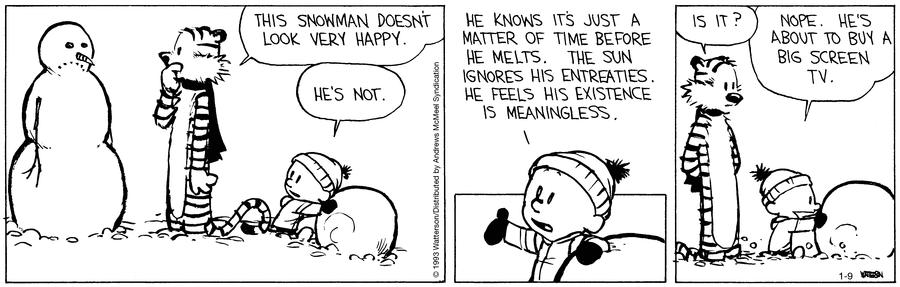 THIS SNOWMAN DOESN'T
LOOK VERY HAPPY.
HE'S NOT.
© 1993 Watterson/Distributed by Andrews McMeel Syndication
HE KNOWS IT'S JUST A
MATTER OF TIME BEFORE
HE MELTS. THE SUN
IGNORES HIS ENTREATIES.
HE FEELS HIS EXISTENCE
IS MEANINGLESS.
IS IT?
NOPE. HE'S
ABOUT TO BUY A
BIG SCREEN
TV.
1-9 WATTERSON